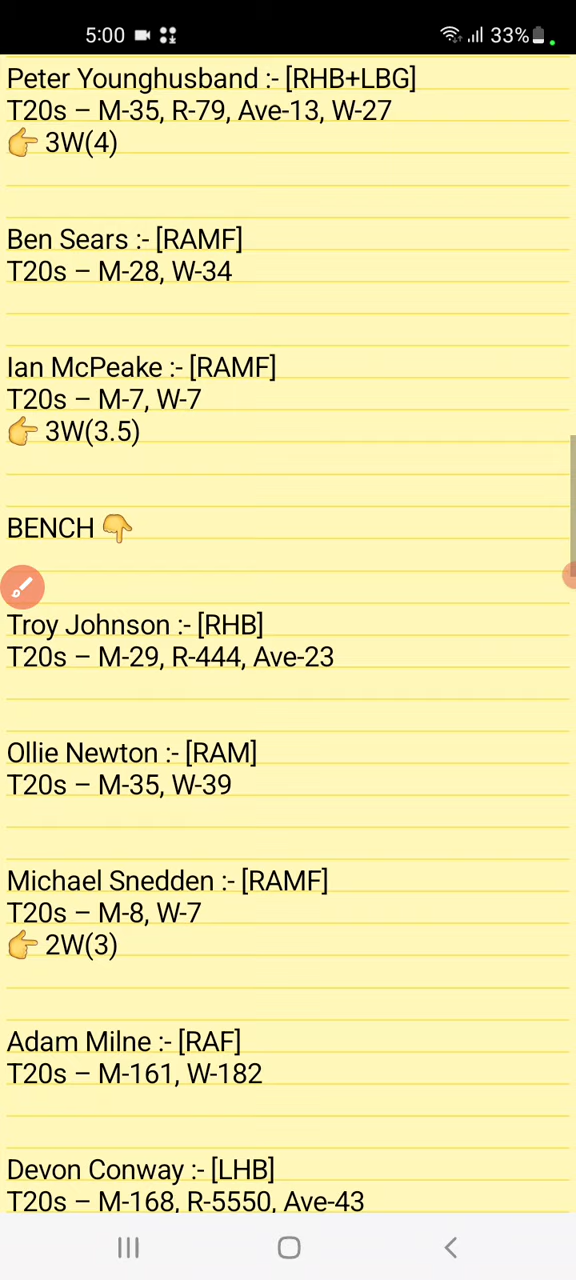 5:00
33%
Peter Younghusband :- [RHB+LBG]
T20s – M-35, R-79, Ave-13, W-27
👉 3W(4)
Ben Sears :- [RAMF]
T20s – M-28, W-34
Ian McPeake :- [RAMF]
T20s – M-7, W-7
👉 3W(3.5)
BENCH 👇
Troy Johnson :- [RHB]
T20s – M-29, R-444, Ave-23
Ollie Newton :- [RAM]
T20s – M-35, W-39
Michael Snedden :- [RAMF]
T20s – M-8, W-7
👉 2W(3)
Adam Milne :- [RAF]
T20s – M-161, W-182
Devon Conway :- [LHB]
T20s – M-168, R-5550, Ave-43